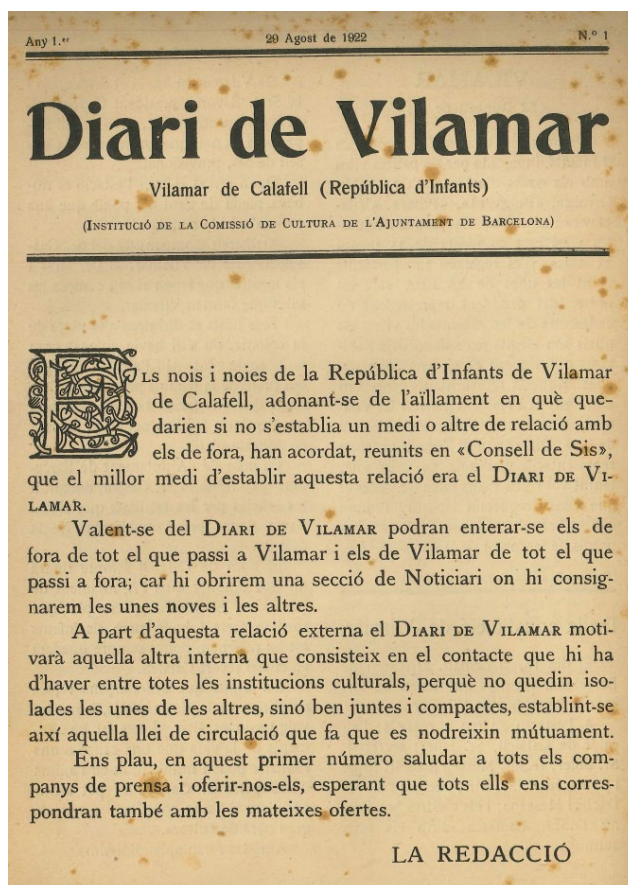 Any 1.er 29 Agost de 1922 N.º 1
Diari de Vilamar
Vilamar de Calafell (República d'Infants)
(Institució de la Comissió de Cultura de l'Ajuntament de Barcelona)
Els nois i noies de la República d'Infants de Vilamar
de Calafell, adonant-se de l'aïllament en què que-
darien si no s'establia un medi o altre de relació amb
els de fora, han acordat, reunits en «Consell de Sis»,
que el millor medi d'establir aquesta relació era el Diari de Vi-
lamar.
Valent-se del Diari de Vilamar podran enterar-se els de
fora de tot el que passi a Vilamar i els de Vilamar de tot el que
passi a fora; car hi obrirem una secció de Noticiari on hi consig-
narem les unes noves i les altres.
A part d'aquesta relació externa el Diari de Vilamar moti-
varà aquella altra interna que consisteix en el contacte que hi ha
d'haver entre totes les institucions culturals, perquè no quedin iso-
lades les unes de les altres, sinó ben juntes i compactes, establint-se
així aquella llei de circulació que fa que es nodreixin mútuament.
Ens plau, en aquest primer número saludar a tots els com-
panys de prensa i oferir-nos-els, esperant que tots ells ens corres-
pondran també amb les mateixes ofertes.
LA REDACCIÓ